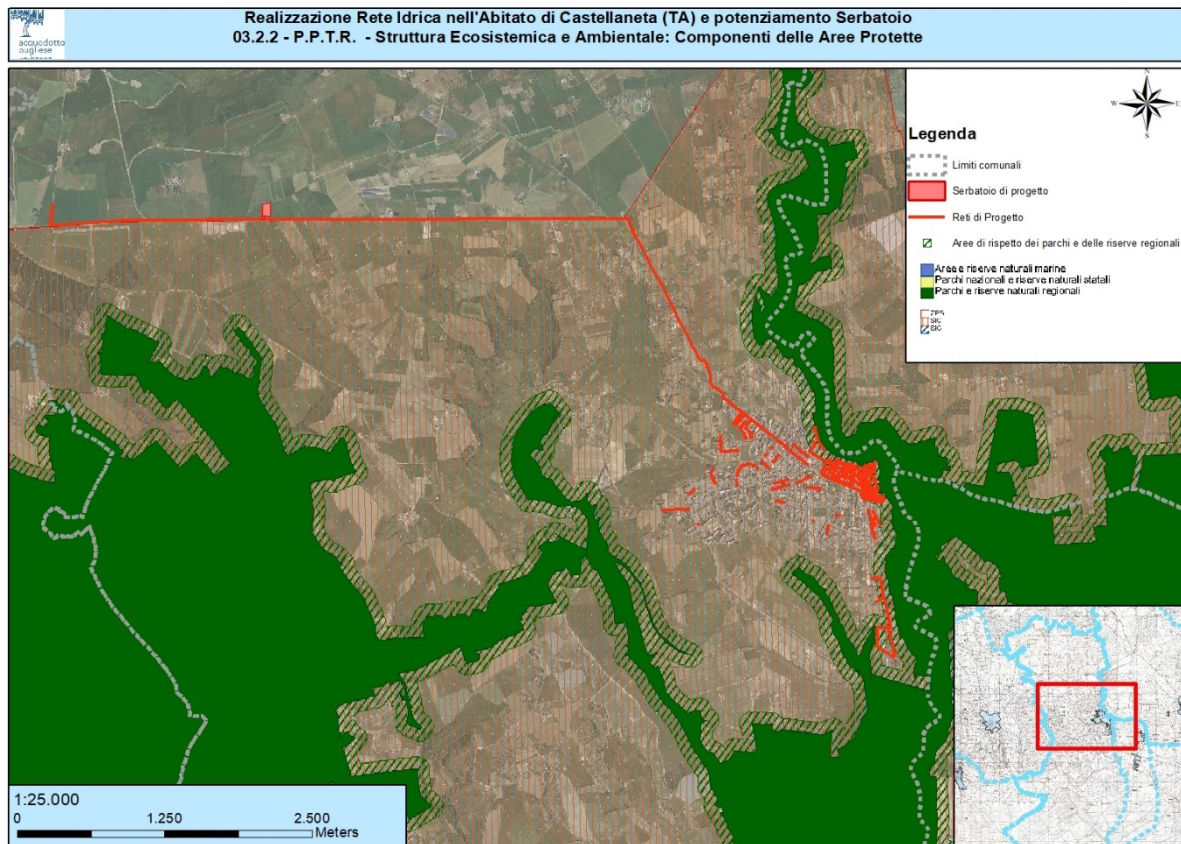 Realizzazione Rete Idrica nell'Abitato di Castellaneta (TA) e potenziamento Serbatoio
03.2.2 - P.P.T.R. - Struttura Ecosistemica e Ambientale: Componenti delle Aree Protette
acquedotto
pugliese
N
W
E
S
Legenda
Limiti comunali
Serbatoio di progetto
Reti di Progetto
Aree di rispetto dei parchi e delle riserve regionali
Aree e riserve naturali marine
Parchi nazionali e riserve naturali statali
Parchi e riserve naturali regionali
ZPS
SIC
SIC
1:25.000
0 1.250 2.500
Meters